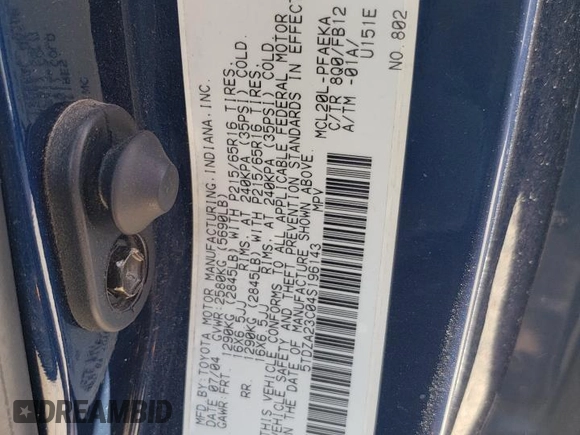 MFD.BY:TOYOTA MOTOR MANUFACTURING,INDIANA,INC.
DATE 07/04 GVWR:2580KG (5690LB)
GAWR FRT. 1290KG (2845LB) WITH P215/65R16 TIRES.
16X6.5JJ RIMS. AT 240KPA (35PSI) COLD.
RR. 1290KG (2845LB) WITH P215/65R16 TIRES.
16X6.5JJ RIMS. AT 240KPA (35PSI) COLD.
THIS VEHICLE CONFORMS TO ALL APPLICABLE FEDERAL MOTOR
VEHICLE SAFETY AND THEFT PREVENTION STANDARDS IN EFFECT
ON THE DATE OF MANUFACTURE SHOWN ABOVE.
5TDZA23C04S196143 MPV
MCL20L-PFAEKA
C/TR 8Q0/FB12
A/TM -01A/
U151E
NO.802
DREAMBID